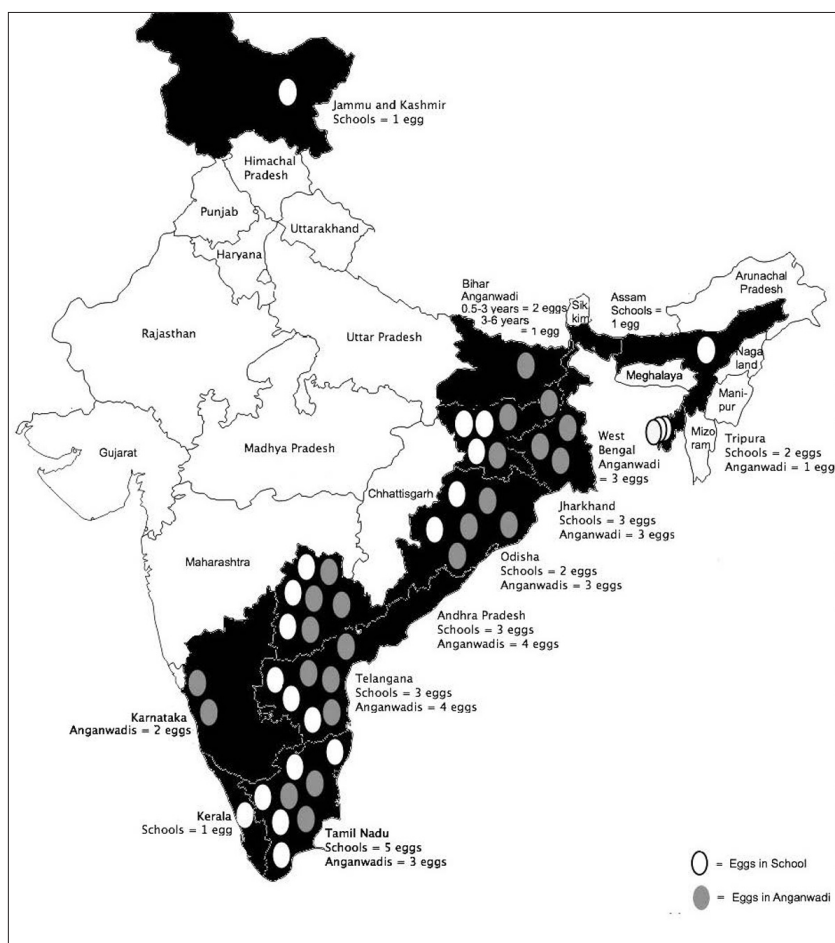 Jammu and Kashmir
Schools = 1 egg
Himachal
Pradesh
Punjab
Uttarakhand
Haryana
Rajasthan
Uttar Pradesh
Bihar
Anganwadi
0.5-3 years = 2 eggs
3-6 years
= 1 egg
Sik
kim
Assam
Schools =
1 egg
Arunachal
Pradesh
Naga
land
Meghalaya
Mani-
pur
Mizo
ram
Tripura
Schools = 2 eggs
Anganwadi = 1 egg
Gujarat
Madhya Pradesh
West
Bengal
Anganwadi
= 3 eggs
Chhattisgarh
Jharkhand
Schools = 3 eggs
Anganwadi = 3 eggs
Maharashtra
Odisha
Schools = 2 eggs
Anganwadis = 3 eggs
Andhra Pradesh
Schools = 3 eggs
Anganwadis = 4 eggs
Telangana
Schools = 3 eggs
Anganwadis = 4 eggs
Karnataka
Anganwadis = 2 eggs
Kerala
Schools = 1 egg
Tamil Nadu
Schools = 5 eggs
Anganwadis = 3 eggs
= Eggs in School
= Eggs in Anganwadi